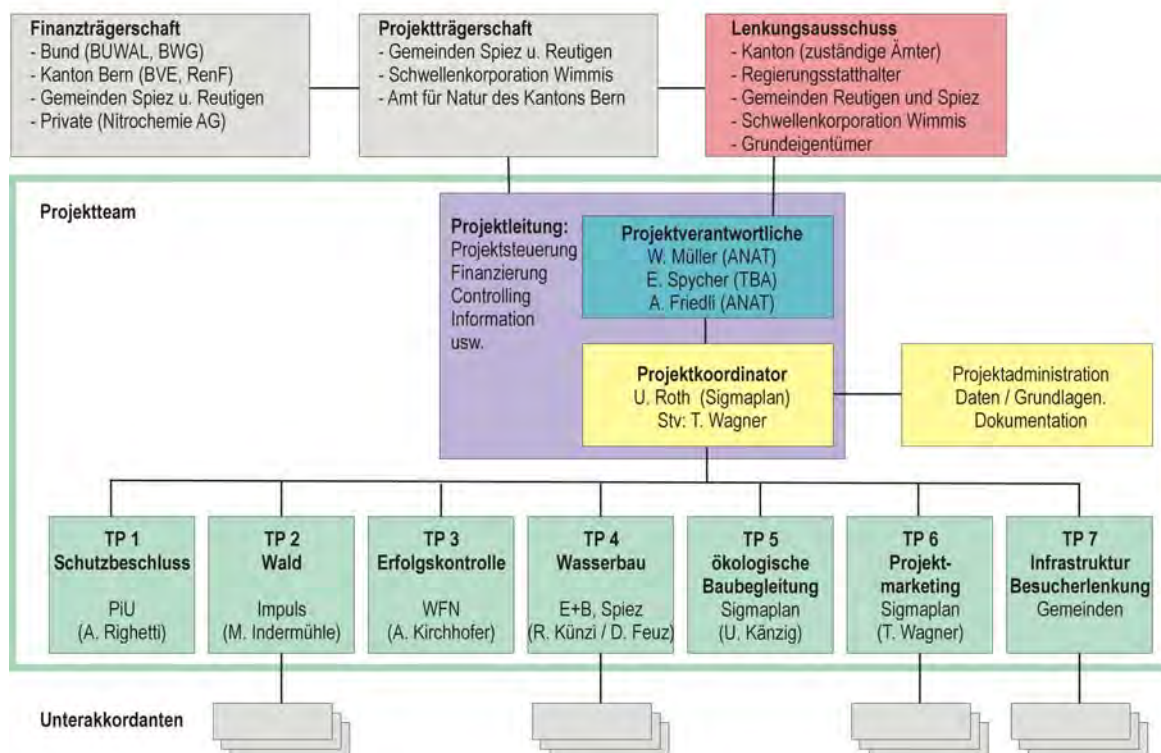 Finanzträgerschaft
- Bund (BUWAL, BWG)
- Kanton Bern (BVE, RenF)
- Gemeinden Spiez u. Reutigen
- Private (Nitrochemie AG)
Projektträgerschaft
- Gemeinden Spiez u. Reutigen
- Schwellenkorporation Wimmis
- Amt für Natur des Kantons Bern
Lenkungsausschuss
- Kanton (zuständige Ämter)
- Regierungsstatthalter
- Gemeinden Reutigen und Spiez
- Schwellenkorporation Wimmis
- Grundeigentümer
Projektteam
Projektleitung:
Projektsteuerung
Finanzierung
Controlling
Information
usw.
Projektverantwortliche
W. Müller (ANAT)
E. Spycher (TBA)
A. Friedli (ANAT)
Projektkoordinator
U. Roth (Sigmaplan)
Stv: T. Wagner
Projektadministration
Daten / Grundlagen.
Dokumentation
TP 1
Schutzbeschluss
PiU
(A. Righetti)
TP 2
Wald
Impuls
(M. Indermühle)
TP 3
Erfolgskontrolle
WFN
(A. Kirchhofer)
TP 4
Wasserbau
E+B, Spiez
(R. Künzi / D. Feuz)
TP 5
ökologische
Baubegleitung
Sigmaplan
(U. Känzig)
TP 6
Projekt-
marketing
Sigmaplan
(T. Wagner)
TP 7
Infrastruktur
Besucherlenkung
Gemeinden
Unterakkordanten